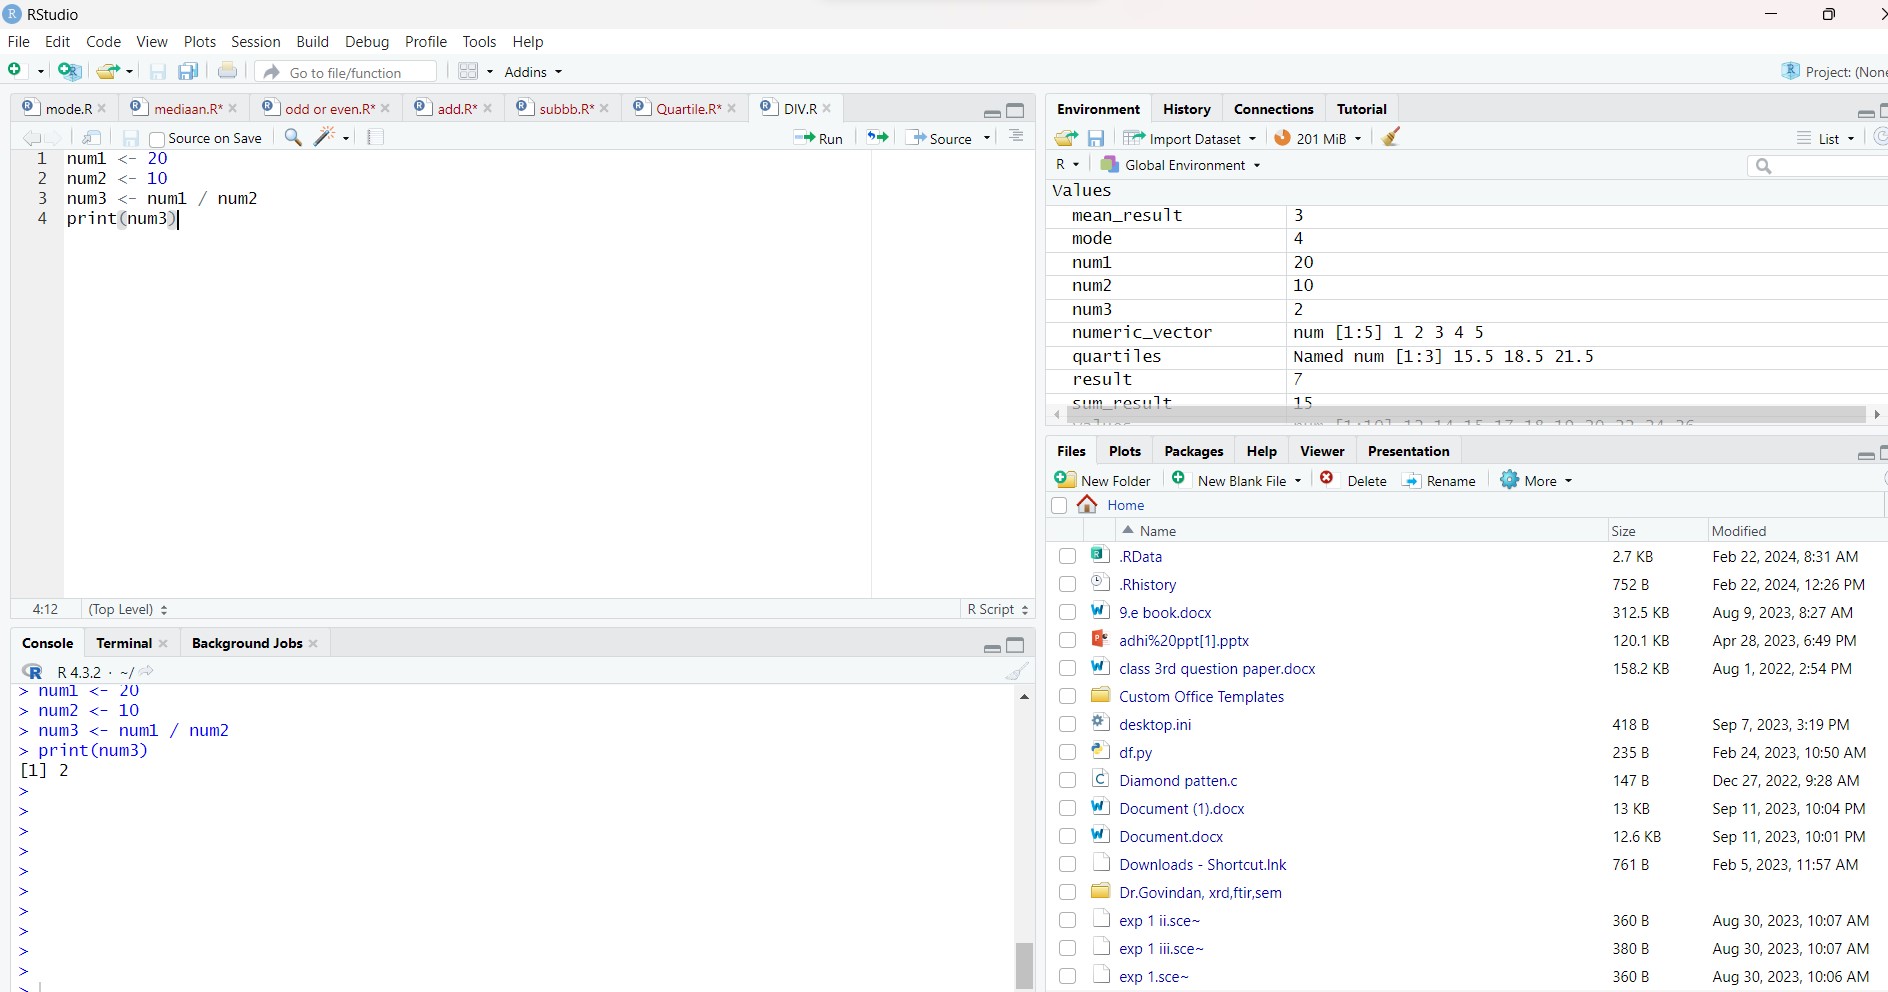 RStudio
File Edit Code View Plots Session Build Debug Profile Tools Help
Go to file/function Addins Project: (None
mode.R mediaan.R* odd or even.R* add.R* subbb.R* Quartile.R* DIV.R
Source on Save Run Source
1 num1 <- 20
2 num2 <- 10
3 num3 <- num1 / num2
4 print(num3)
4:12 (Top Level) R Script
Console Terminal Background Jobs
R 4.3.2 · ~/
> num1 <- 20
> num2 <- 10
> num3 <- num1 / num2
> print(num3)
[1] 2
>
>
>
>
>
>
>
>
>
>
>
Environment History Connections Tutorial
Import Dataset 201 MiB List
R Global Environment
Values
mean_result 3
mode 4
num1 20
num2 10
num3 2
numeric_vector num [1:5] 1 2 3 4 5
quartiles Named num [1:3] 15.5 18.5 21.5
result 7
sum_result 15
values num [1:10] 12 14 15 17 18 19 20 22 24 26
Files Plots Packages Help Viewer Presentation
New Folder New Blank File Delete Rename More
Home
Name Size Modified
.RData 2.7 KB Feb 22, 2024, 8:31 AM
.Rhistory 752 B Feb 22, 2024, 12:26 PM
9.e book.docx 312.5 KB Aug 9, 2023, 8:27 AM
adhi%20ppt[1].pptx 120.1 KB Apr 28, 2023, 6:49 PM
class 3rd question paper.docx 158.2 KB Aug 1, 2022, 2:54 PM
Custom Office Templates
desktop.ini 418 B Sep 7, 2023, 3:19 PM
df.py 235 B Feb 24, 2023, 10:50 AM
Diamond patten.c 147 B Dec 27, 2022, 9:28 AM
Document (1).docx 13 KB Sep 11, 2023, 10:04 PM
Document.docx 12.6 KB Sep 11, 2023, 10:01 PM
Downloads - Shortcut.lnk 761 B Feb 5, 2023, 11:57 AM
Dr.Govindan, xrd,ftir,sem
exp 1 ii.sce~ 360 B Aug 30, 2023, 10:07 AM
exp 1 iii.sce~ 380 B Aug 30, 2023, 10:07 AM
exp 1.sce~ 360 B Aug 30, 2023, 10:06 AM